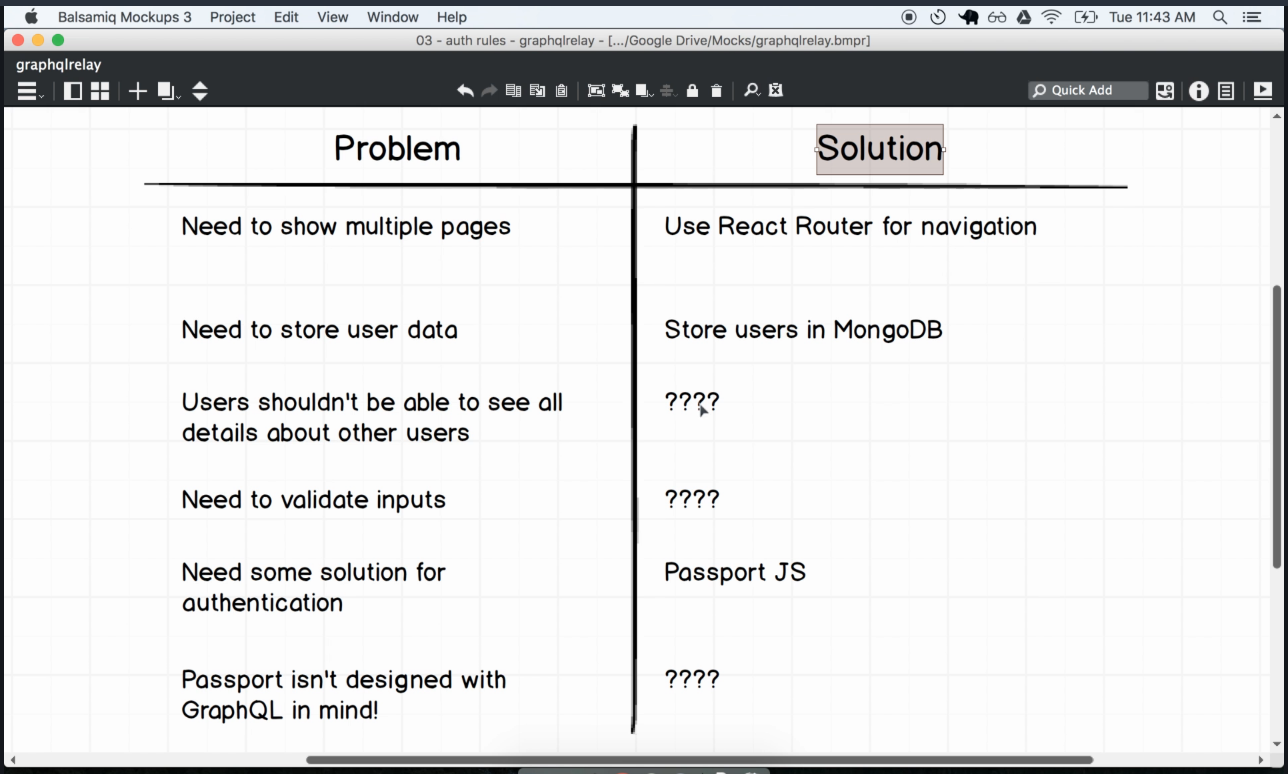 Balsamiq Mockups 3 Project Edit View Window Help Tue 11:43 AM
03 - auth rules - graphqlrelay - [.../Google Drive/Mocks/graphqlrelay.bmpr]
graphqlrelay
Quick Add
Problem
Solution
Need to show multiple pages
Use React Router for navigation
Need to store user data
Store users in MongoDB
Users shouldn't be able to see all
details about other users
????
Need to validate inputs
????
Need some solution for
authentication
Passport JS
Passport isn't designed with
GraphQL in mind!
????